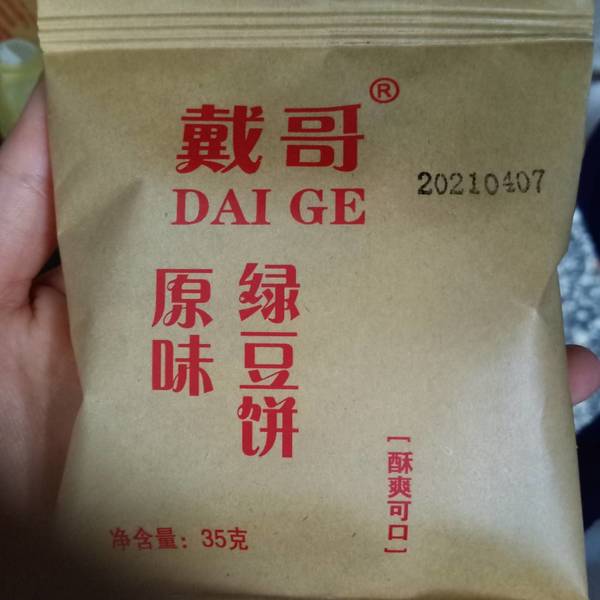 戴哥®
DAI GE
20210407
绿豆饼
原味
[酥爽可口]
净含量：35克